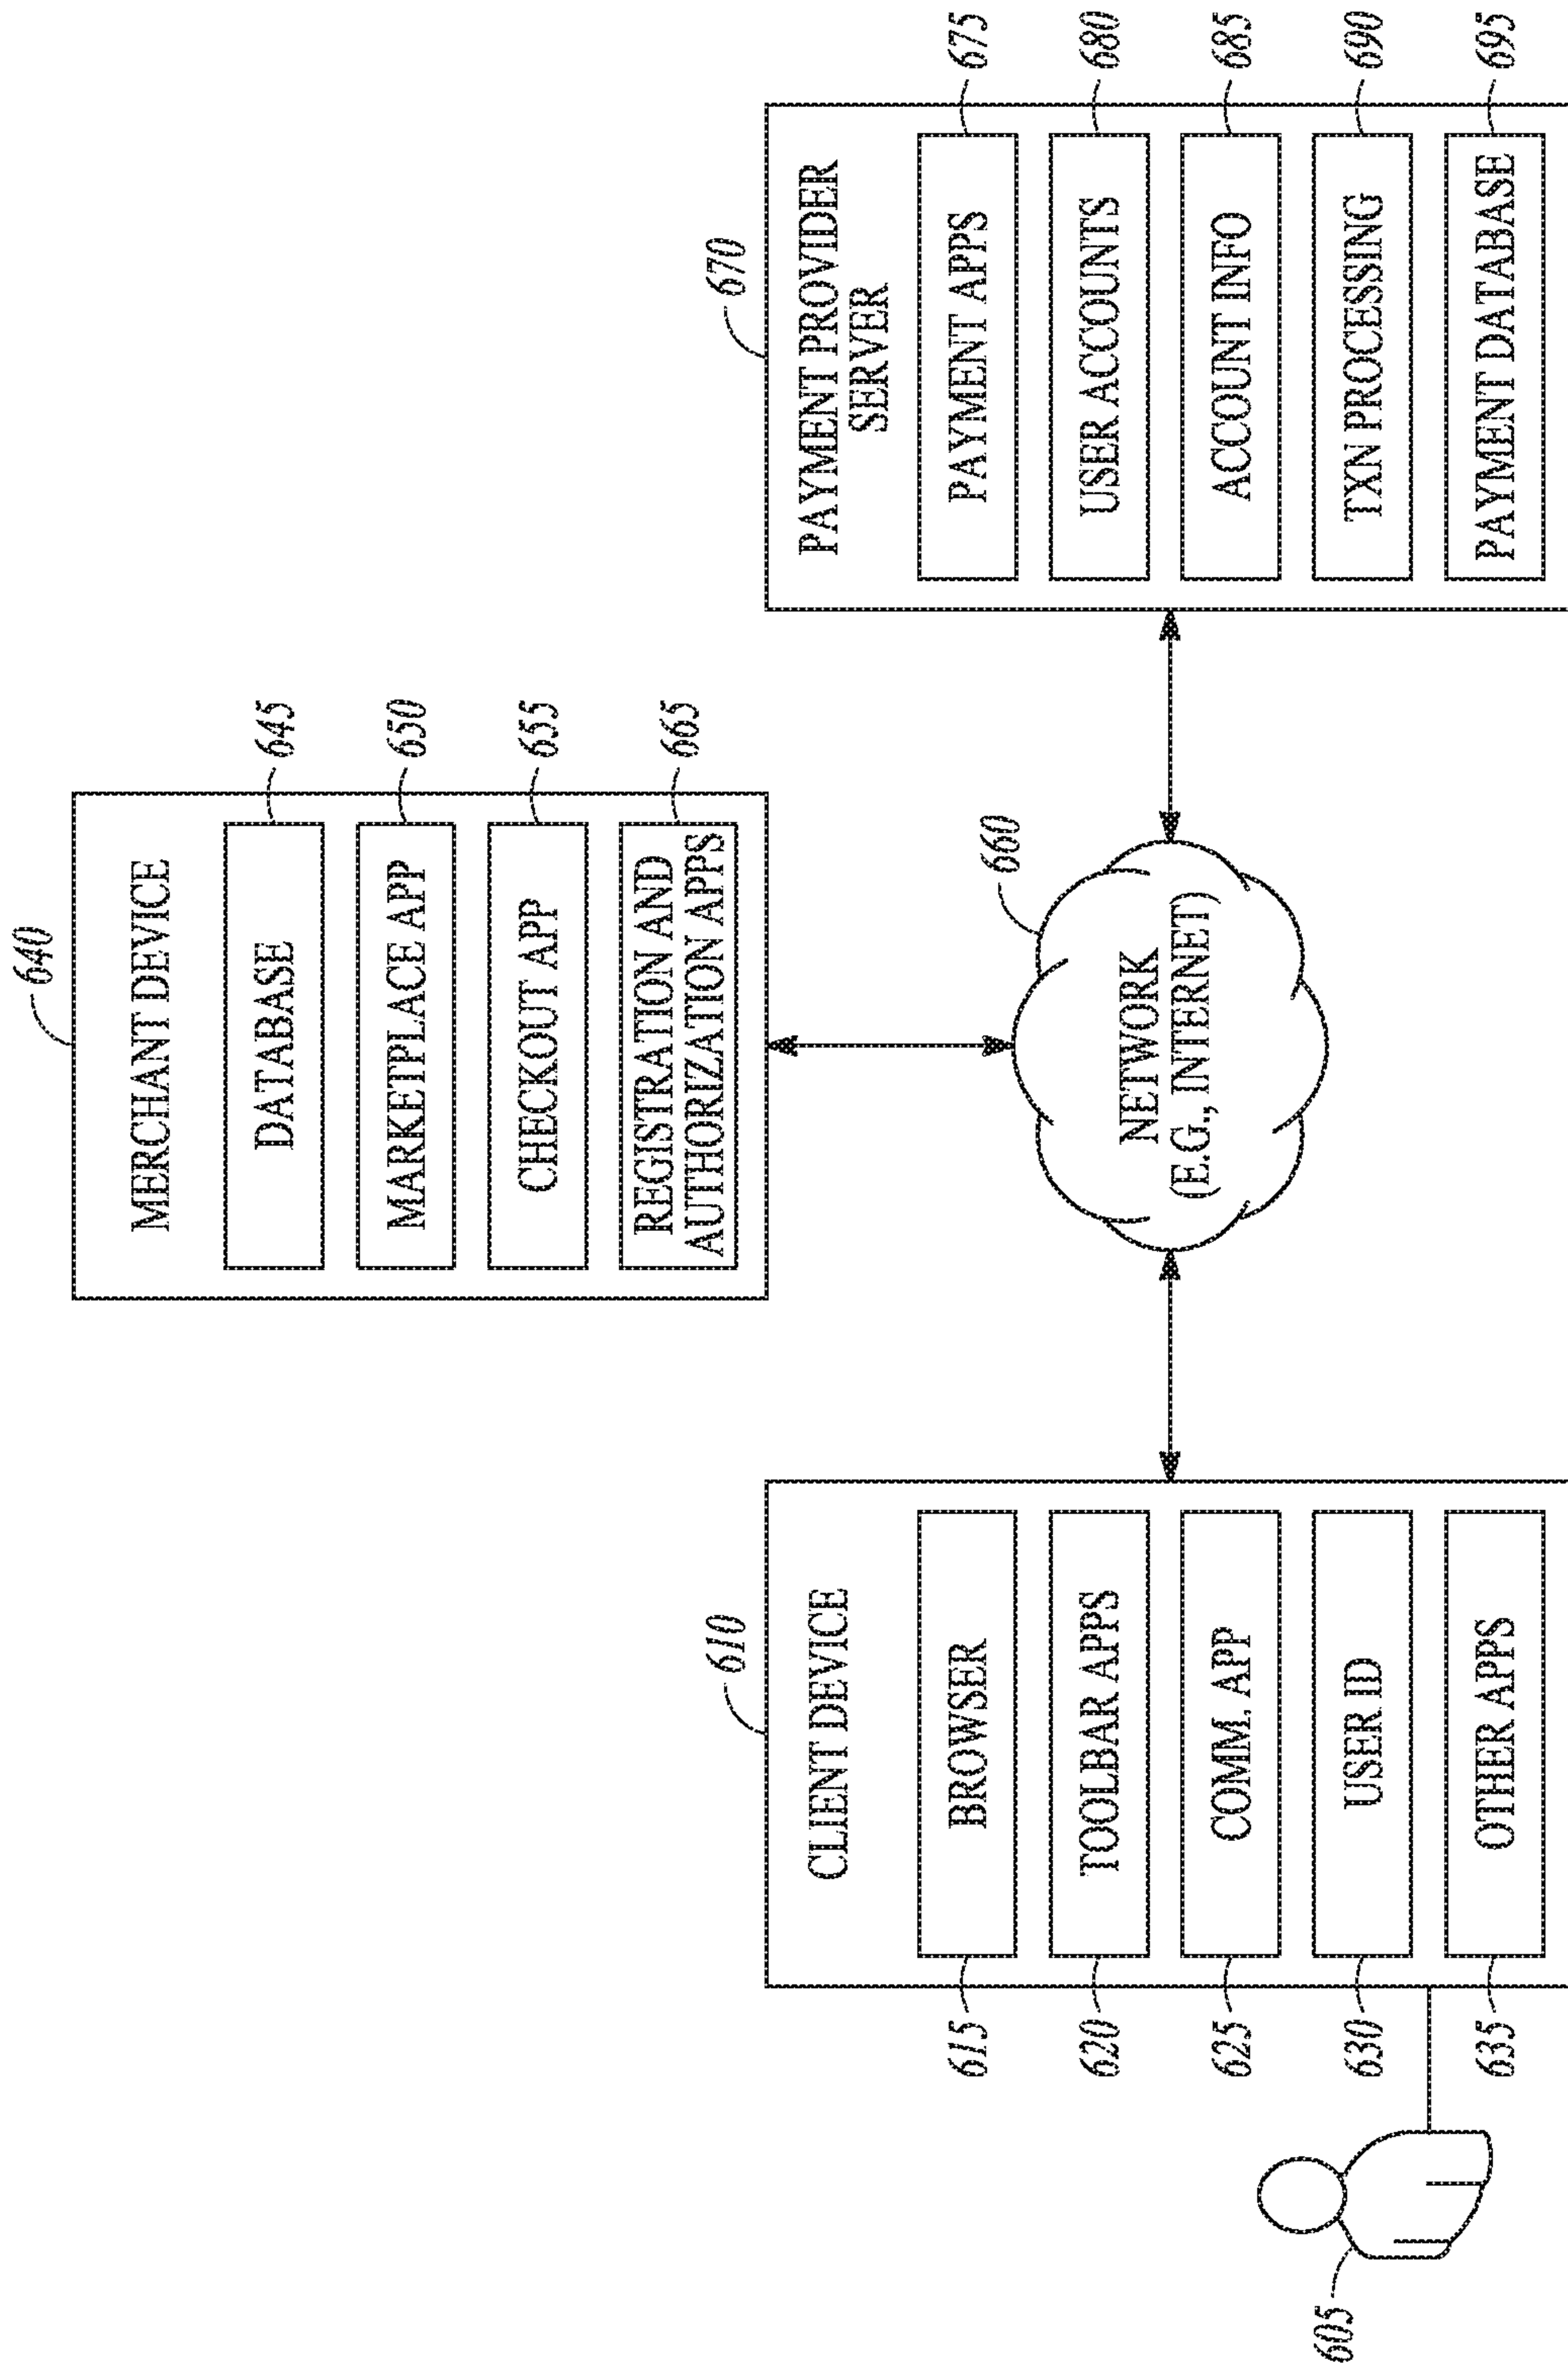 640
MERCHANT DEVICE
DATABASE
645
MARKETPLACE APP
650
CHECKOUT APP
655
REGISTRATION AND
AUTHORIZATION APPS
665
610
CLIENT DEVICE
615
BROWSER
620
TOOLBAR APPS
625
COMM. APP
630
USER ID
635
OTHER APPS
605
660
NETWORK
(E.G., INTERNET)
670
PAYMENT PROVIDER
SERVER
PAYMENT APPS
675
USER ACCOUNTS
680
ACCOUNT INFO
685
TXN PROCESSING
690
PAYMENT DATABASE
695